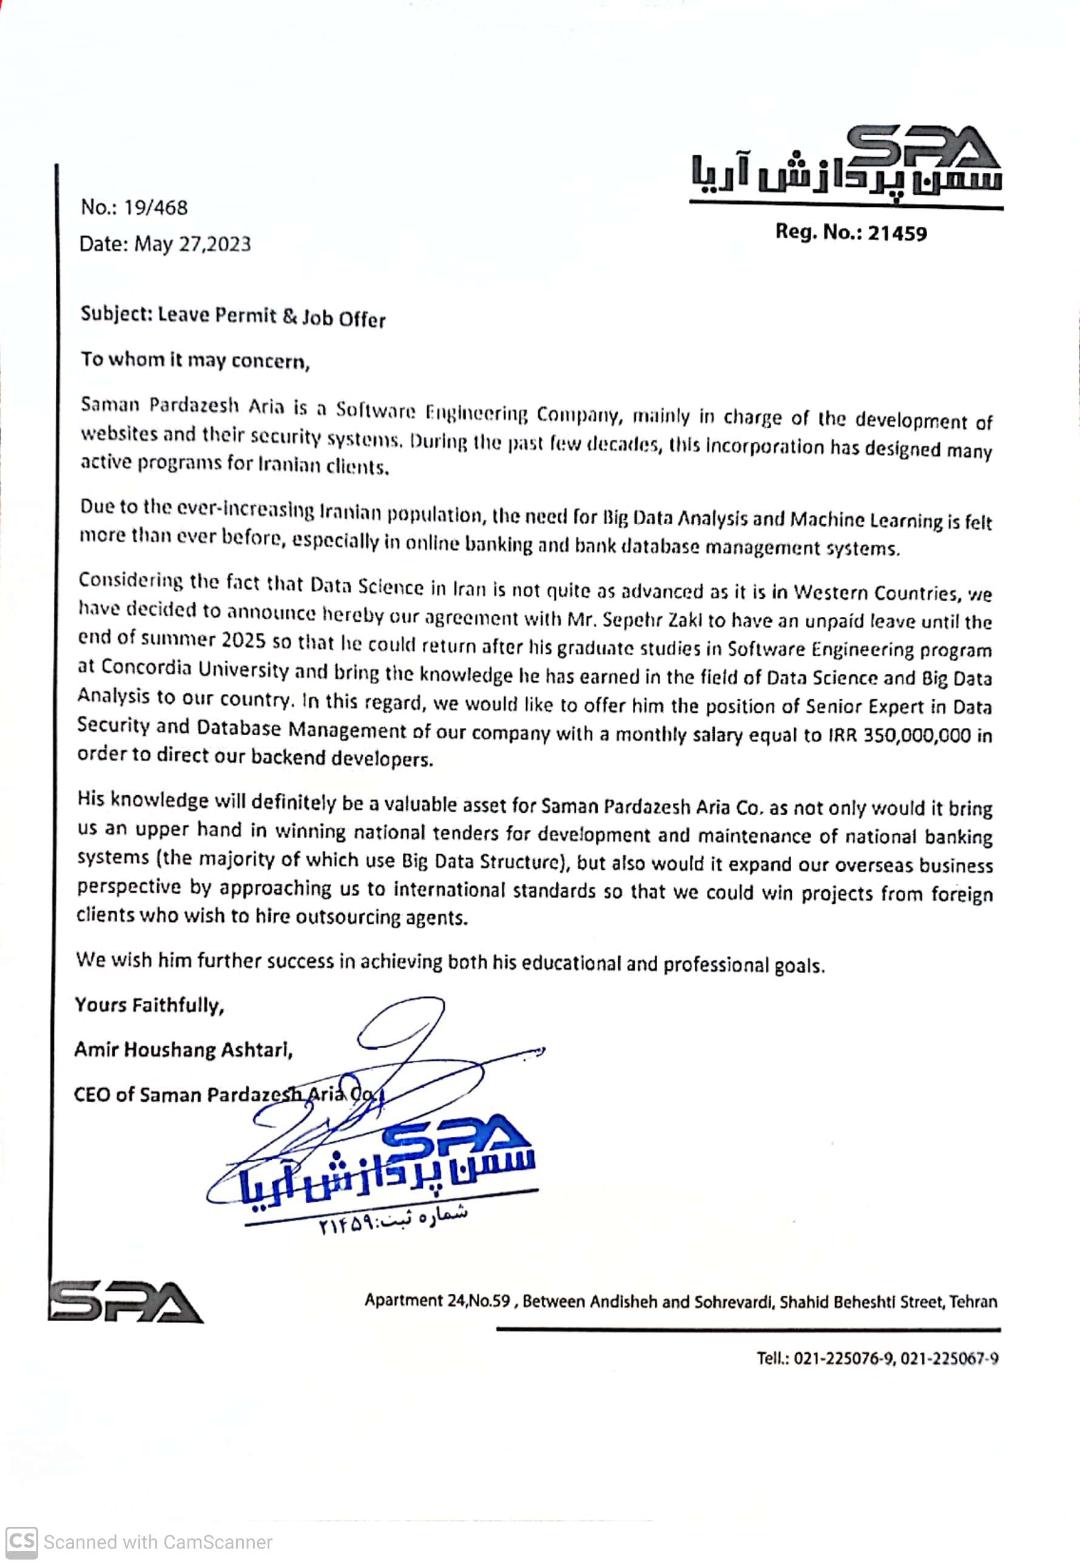 SPA
سمن پردازش آریا
Reg. No.: 21459
No.: 19/468
Date: May 27,2023
Subject: Leave Permit & Job Offer
To whom it may concern,
Saman Pardazesh Aria is a Software Engineering Company, mainly in charge of the development of
websites and their security systems. During the past few decades, this incorporation has designed many
active programs for Iranian clients.
Due to the ever-increasing Iranian population, the need for Big Data Analysis and Machine Learning is felt
more than ever before, especially in online banking and bank database management systems.
Considering the fact that Data Science in Iran is not quite as advanced as it is in Western Countries, we
have decided to announce hereby our agreement with Mr. Sepehr Zaki to have an unpaid leave until the
end of summer 2025 so that he could return after his graduate studies in Software Engineering program
at Concordia University and bring the knowledge he has earned in the field of Data Science and Big Data
Analysis to our country. In this regard, we would like to offer him the position of Senior Expert in Data
Security and Database Management of our company with a monthly salary equal to IRR 350,000,000 in
order to direct our backend developers.
His knowledge will definitely be a valuable asset for Saman Pardazesh Aria Co. as not only would it bring
us an upper hand in winning national tenders for development and maintenance of national banking
systems (the majority of which use Big Data Structure), but also would it expand our overseas business
perspective by approaching us to international standards so that we could win projects from foreign
clients who wish to hire outsourcing agents.
We wish him further success in achieving both his educational and professional goals.
Yours Faithfully,
Amir Houshang Ashtari,
CEO of Saman Pardazesh Aria Co.
SPA
سمن پردازش آریا
شماره ثبت: ۲۱۴۵۹
SPA
Apartment 24,No.59 , Between Andisheh and Sohrevardi, Shahid Beheshti Street, Tehran
Tell.: 021-225076-9, 021-225067-9
CS Scanned with CamScanner